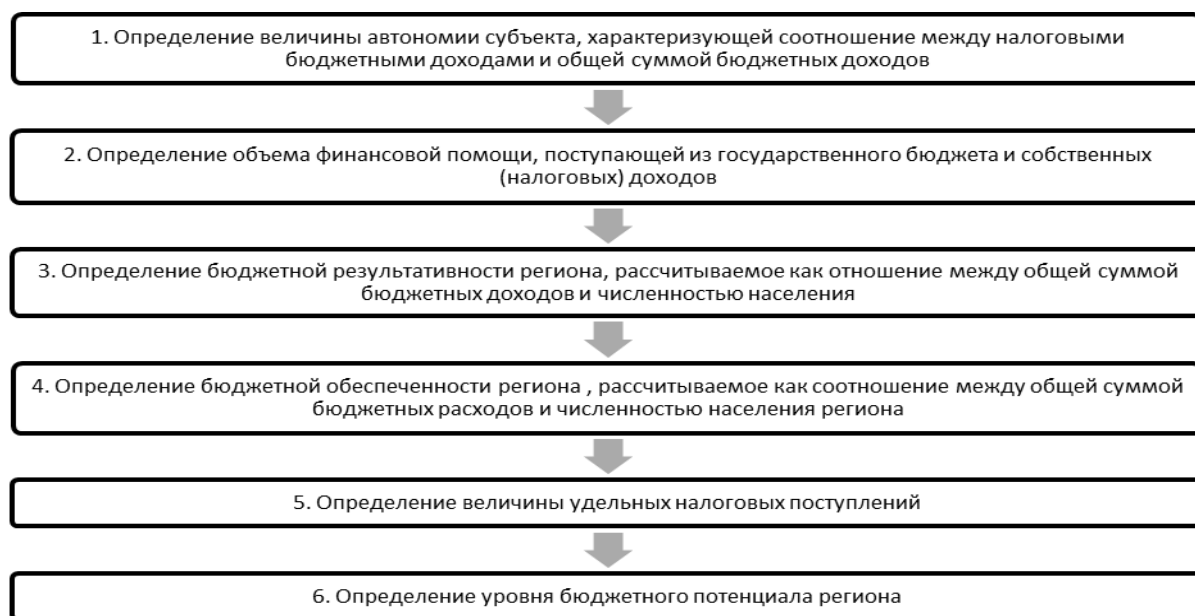 1. Определение величины автономии субъекта, характеризующей соотношение между налоговыми
бюджетными доходами и общей суммой бюджетных доходов
2. Определение объема финансовой помощи, поступающей из государственного бюджета и собственных
(налоговых) доходов
3. Определение бюджетной результативности региона, рассчитываемое как отношение между общей суммой
бюджетных доходов и численностью населения
4. Определение бюджетной обеспеченности региона , рассчитываемое как соотношение между общей суммой
бюджетных расходов и численностью населения региона
5. Определение величины удельных налоговых поступлений
6. Определение уровня бюджетного потенциала региона